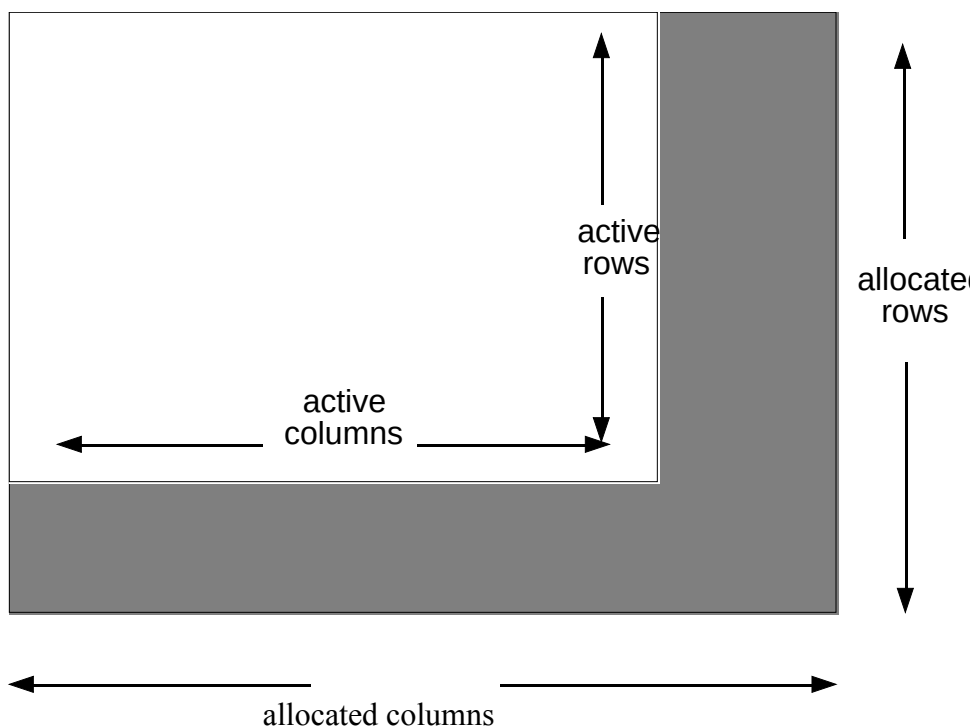 active
rows
allocated
rows
active
columns
allocated columns